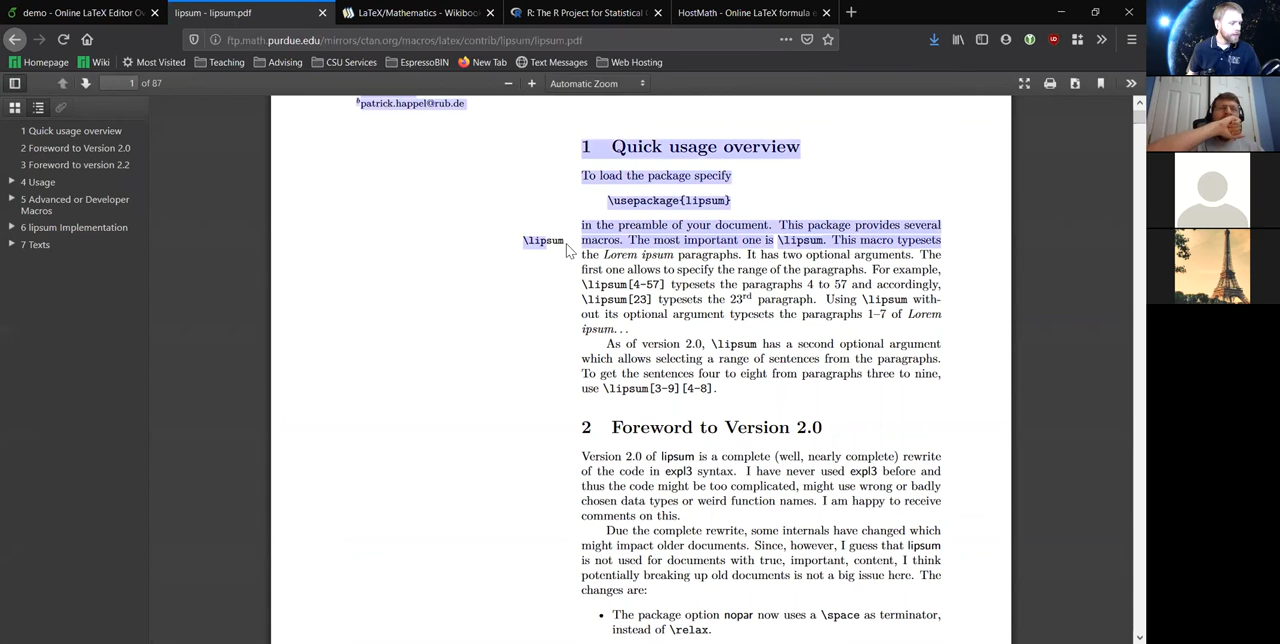 demo - Online LaTeX Editor Ov
lipsum - lipsum.pdf
LaTeX/Mathematics - Wikibook
R: The R Project for Statistical
HostMath - Online LaTeX formula e
ftp.math.purdue.edu/mirrors/ctan.org/macros/latex/contrib/lipsum/lipsum.pdf
Homepage
Wiki
Most Visited
Teaching
Advising
CSU Services
EspressoBIN
New Tab
Text Messages
Web Hosting
1 of 87
Automatic Zoom
1 Quick usage overview
2 Foreword to Version 2.0
3 Foreword to version 2.2
4 Usage
5 Advanced or Developer
Macros
6 lipsum Implementation
7 Texts
b patrick.happel@rub.de
1 Quick usage overview
To load the package specify
\usepackage{lipsum}
in the preamble of your document. This package provides several
\lipsum macros. The most important one is \lipsum. This macro typesets
the Lorem ipsum paragraphs. It has two optional arguments. The
first one allows to specify the range of the paragraphs. For example,
\lipsum[4-57] typesets the paragraphs 4 to 57 and accordingly,
\lipsum[23] typesets the 23rd paragraph. Using \lipsum with-
out its optional argument typesets the paragraphs 1–7 of Lorem
ipsum...
As of version 2.0, \lipsum has a second optional argument
which allows selecting a range of sentences from the paragraphs.
To get the sentences four to eight from paragraphs three to nine,
use \lipsum[3-9][4-8].
2 Foreword to Version 2.0
Version 2.0 of lipsum is a complete (well, nearly complete) rewrite
of the code in expl3 syntax. I have never used expl3 before and
thus the code might be too complicated, might use wrong or badly
chosen data types or weird function names. I am happy to receive
comments on this.
Due the complete rewrite, some internals have changed which
might impact older documents. Since, however, I guess that lipsum
is not used for documents with true, important, content, I think
potentially breaking up old documents is not a big issue here. The
changes are:
• The package option nopar now uses a \space as terminator,
instead of \relax.